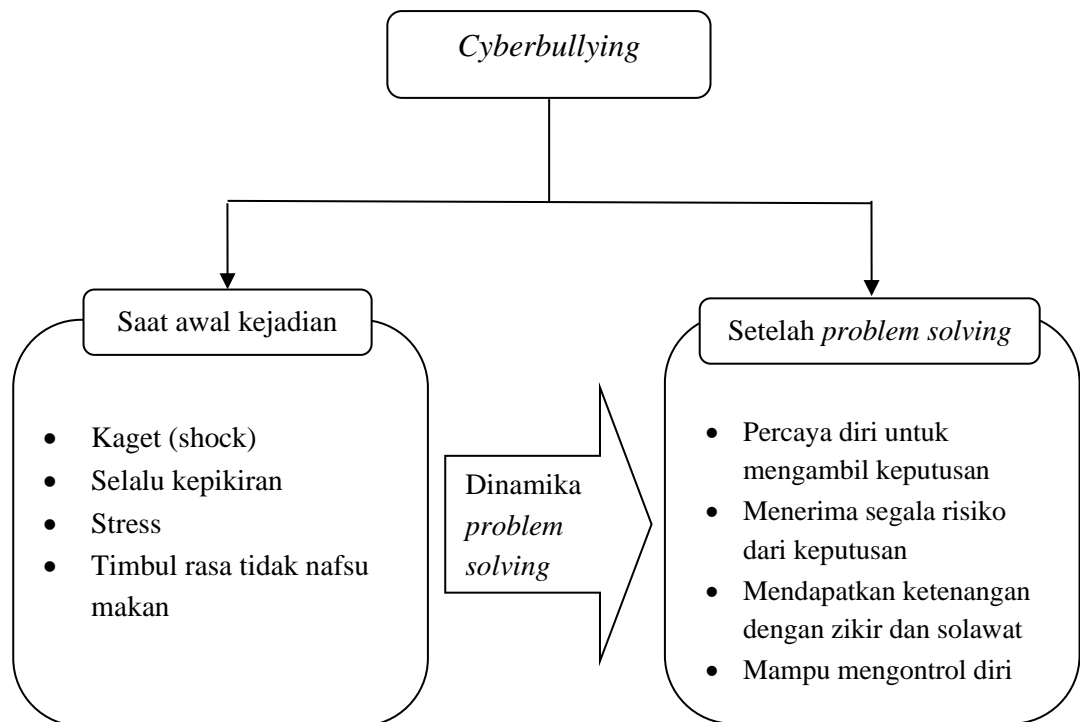 Cyberbullying
Saat awal kejadian
• Kaget (shock)
• Selalu kepikiran
• Stress
• Timbul rasa tidak nafsu
makan
Dinamika
problem
solving
Setelah problem solving
• Percaya diri untuk
mengambil keputusan
• Menerima segala risiko
dari keputusan
• Mendapatkan ketenangan
dengan zikir dan solawat
• Mampu mengontrol diri